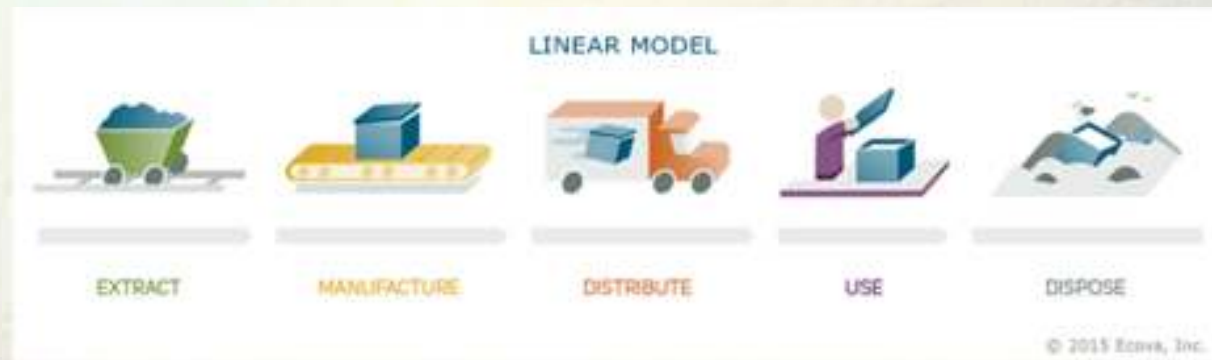 LINEAR MODEL
EXTRACT MANUFACTURE DISTRIBUTE USE DISPOSE
© 2015 Ecova, Inc.